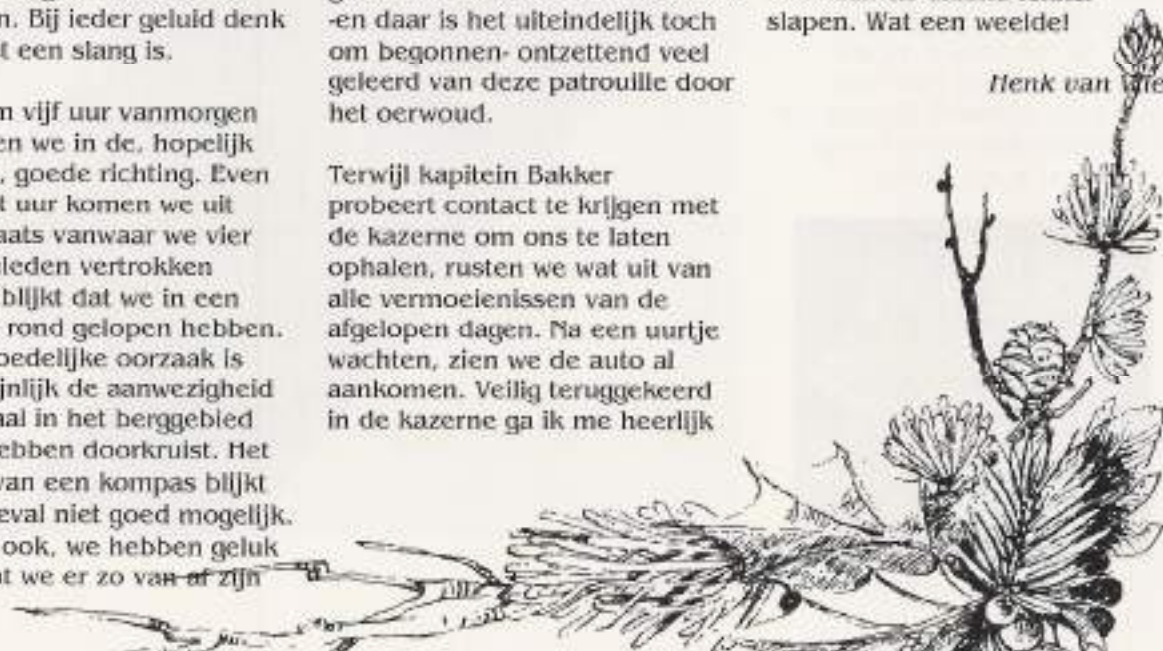 n. Bij ieder geluid denk
t een slang is.
m vijf uur vanmorgen
en we in de, hopelijk
, goede richting. Even
t uur komen we uit
aats vanwaar we vier
leden vertrokken
blijkt dat we in een
rond gelopen hebben.
oedelijke oorzaak is
ijnlijk de aanwezigheid
aal in het berggebied
ebben doorkruist. Het
van een kompas blijkt
eval niet goed mogelijk.
ook, we hebben geluk
at we er zo van af zijn
-en daar is het uiteindelijk toch
om begonnen- ontzettend veel
geleerd van deze patrouille door
het oerwoud.
Terwijl kapitein Bakker
probeert contact te krijgen met
de kazerne om ons te laten
ophalen, rusten we wat uit van
alle vermoeienissen van de
afgelopen dagen. Na een uurtje
wachten, zien we de auto al
aankomen. Veilig teruggekeerd
in de kazerne ga ik me heerlijk
slapen. Wat een weelde!
Henk van